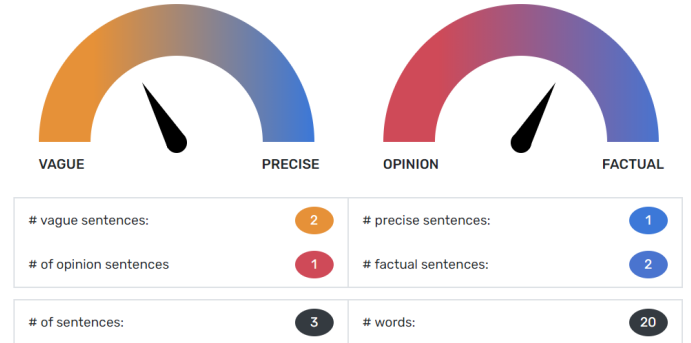 VAGUE PRECISE OPINION FACTUAL
# vague sentences: 2 # precise sentences: 1
# of opinion sentences 1 # factual sentences: 2
# of sentences: 3 # words: 20